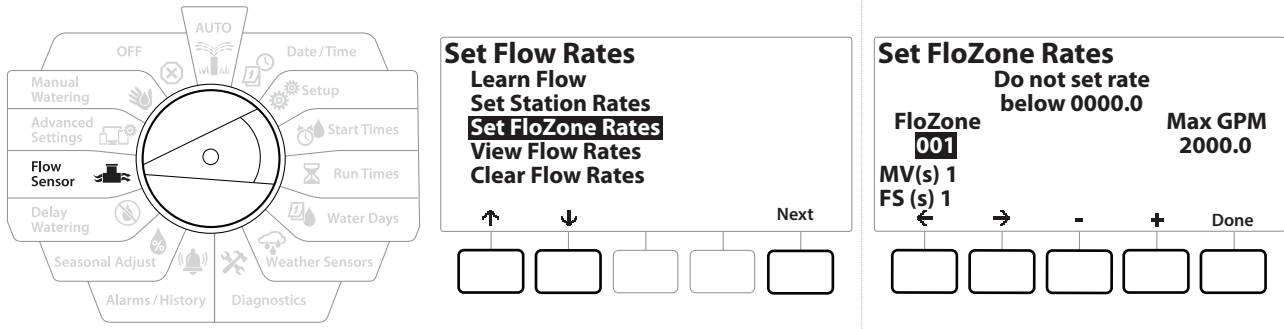 AUTO
OFF
Date/Time
Manual
Watering
Setup
Advanced
Settings
Start Times
Flow
Sensor
Run Times
Delay
Watering
Water Days
Seasonal Adjust
Weather Sensors
Alarms/History
Diagnostics
Set Flow Rates
Learn Flow
Set Station Rates
Set FloZone Rates
View Flow Rates
Clear Flow Rates
↑ ↓ Next
Set FloZone Rates
Do not set rate
below 0000.0
FloZone Max GPM
001 2000.0
MV(s) 1
FS (s) 1
← → - + Done